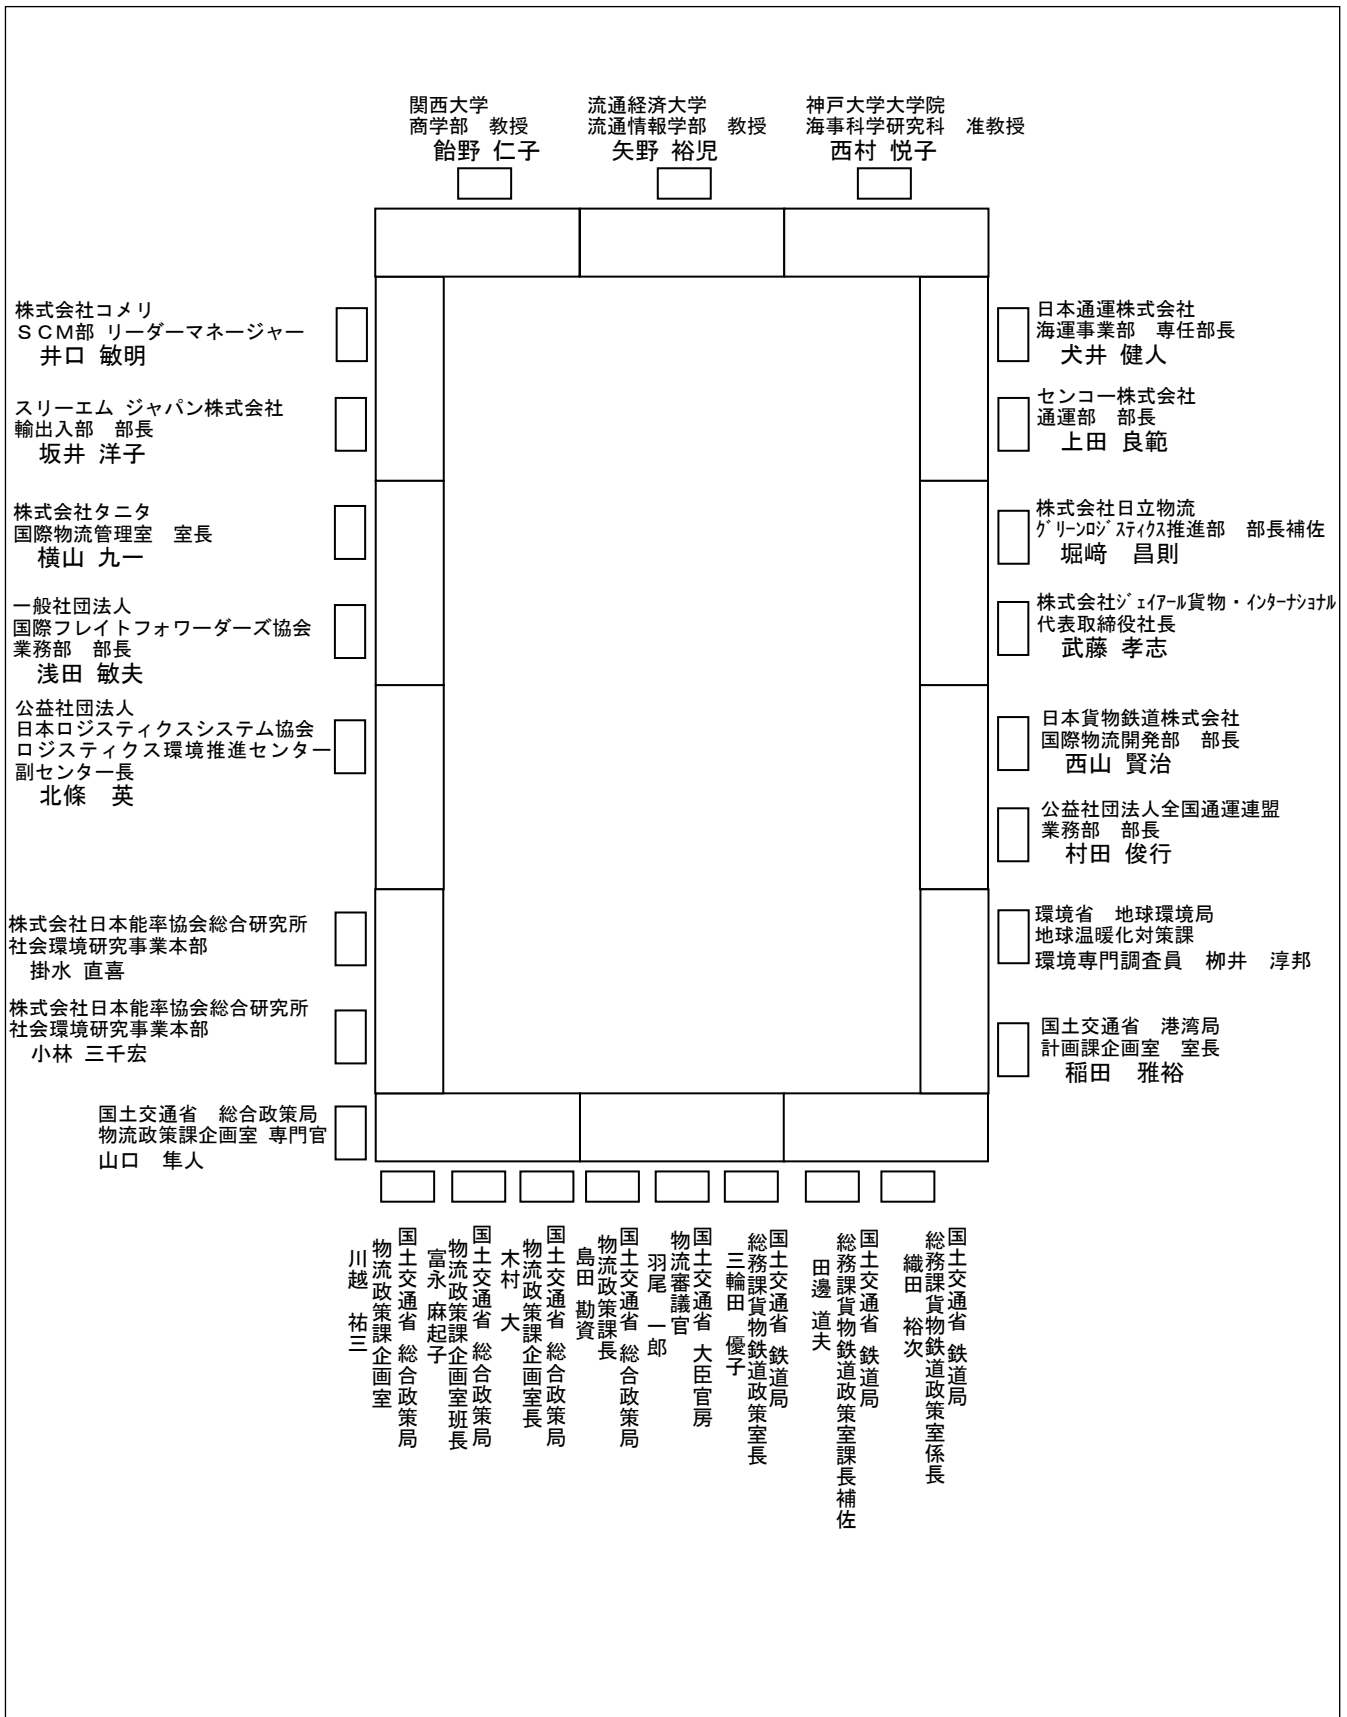 関西大学
商学部　教授
飴野 仁子
流通経済大学
流通情報学部　教授
矢野 裕児
神戸大学大学院
海事科学研究科　准教授
西村 悦子
株式会社コメリ
ＳＣＭ部 リーダーマネージャー
井口 敏明
スリーエム ジャパン株式会社
輸出入部　部長
坂井 洋子
株式会社タニタ
国際物流管理室　室長
横山 九一
一般社団法人
国際フレイトフォワーダーズ協会
業務部　部長
浅田 敏夫
公益社団法人
日本ロジスティクスシステム協会
ロジスティクス環境推進センター
副センター長
北條　英
株式会社日本能率協会総合研究所
社会環境研究事業本部
掛水 直喜
株式会社日本能率協会総合研究所
社会環境研究事業本部
小林 三千宏
国土交通省　総合政策局
物流政策課企画室 専門官
山口　隼人
日本通運株式会社
海運事業部　専任部長
犬井 健人
センコー株式会社
通運部　部長
上田 良範
株式会社日立物流
ｸﾞﾘｰﾝﾛｼﾞｽﾃｨｸｽ推進部　部長補佐
堀﨑　昌則
株式会社ｼﾞｪｲｱｰﾙ貨物・ｲﾝﾀｰﾅｼｮﾅﾙ
代表取締役社長
武藤 孝志
日本貨物鉄道株式会社
国際物流開発部　部長
西山 賢治
公益社団法人全国通運連盟
業務部　部長
村田 俊行
環境省　地球環境局
地球温暖化対策課
環境専門調査員　栁井　淳邦
国土交通省　港湾局
計画課企画室　室長
稲田　雅裕
国土交通省 総合政策局
物流政策課企画室
川越　祐三
国土交通省 総合政策局
物流政策課企画室班長
富永 麻起子
国土交通省 総合政策局
物流政策課企画室長
木村　大
国土交通省 総合政策局
物流政策課長
島田 勘資
国土交通省 大臣官房
物流審議官
羽尾 一郎
国土交通省 鉄道局
総務課貨物鉄道政策室長
三輪田　優子
国土交通省 鉄道局
総務課貨物鉄道政策室課長補佐
田邊 道夫
国土交通省 鉄道局
総務課貨物鉄道政策室係長
織田　裕次